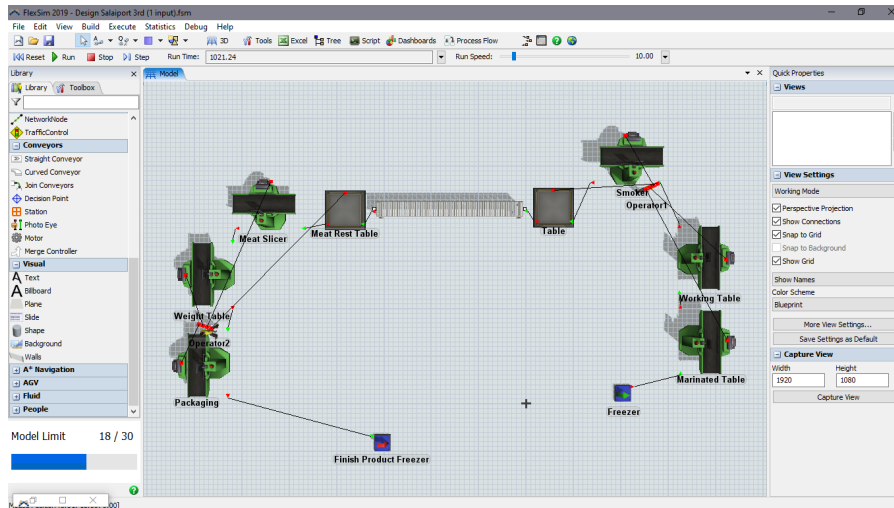 FlexSim 2019 - Design Salaiport 3rd (1 input).fsm
File Edit View Build Execute Statistics Debug Help
3D Tools Excel Tree Script Dashboards Process Flow
Reset Run Stop Step Run Time: 1021.24 Run Speed: 10.00
Library
Library Toolbox
NetworkNode
TrafficControl
Conveyors
Straight Conveyor
Curved Conveyor
Join Conveyors
Decision Point
Station
Photo Eye
Motor
Merge Controller
Visual
Text
Billboard
Plane
Slide
Shape
Background
Walls
A* Navigation
AGV
Fluid
People
Model Limit 18 / 30
Model
Smoker
Operator1
Meat Slicer
Meat Rest Table
Table
Weight Table
Working Table
Operator2
Packaging
Marinated Table
Freezer
Finish Product Freezer
Quick Properties
Views
View Settings
Working Mode
Perspective Projection
Show Connections
Snap to Grid
Snap to Background
Show Grid
Show Names
Color Scheme
Blueprint
More View Settings...
Save Settings as Default
Capture View
Width Height
1920 1080
Capture View